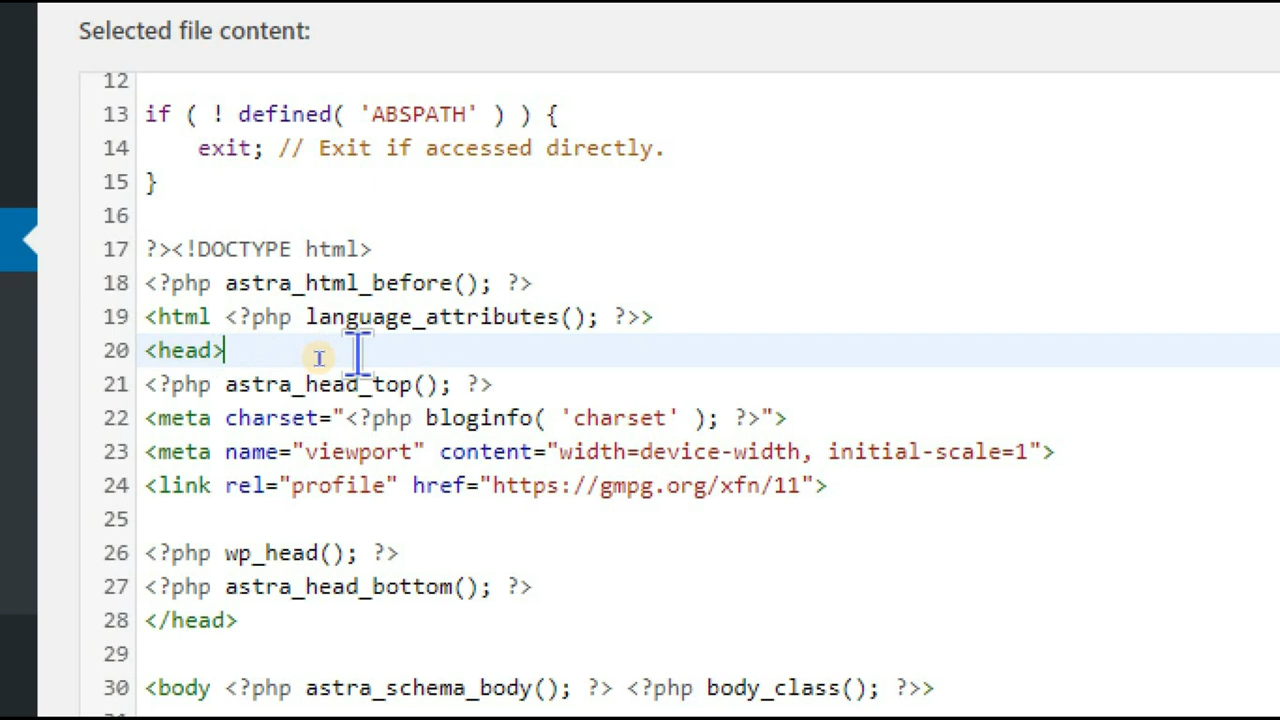 Selected file content:
12
13 if ( ! defined( 'ABSPATH' ) ) {
14 exit; // Exit if accessed directly.
15 }
16
17 ?><!DOCTYPE html>
18 <?php astra_html_before(); ?>
19 <html <?php language_attributes(); ?>>
20 <head>
21 <?php astra_head_top(); ?>
22 <meta charset="<?php bloginfo( 'charset' ); ?>">
23 <meta name="viewport" content="width=device-width, initial-scale=1">
24 <link rel="profile" href="https://gmpg.org/xfn/11">
25
26 <?php wp_head(); ?>
27 <?php astra_head_bottom(); ?>
28 </head>
29
30 <body <?php astra_schema_body(); ?> <?php body_class(); ?>>